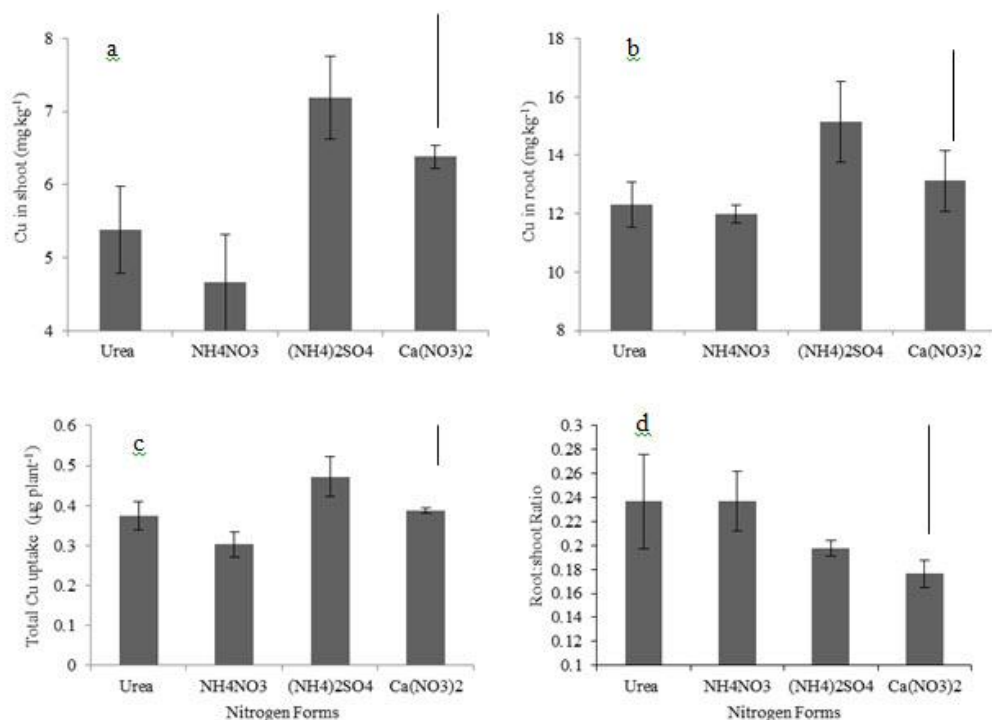 a
Cu in shoot (mg kg⁻¹)
8
7
6
5
4
Urea NH4NO3 (NH4)2SO4 Ca(NO3)2
b
Cu in root (mg kg⁻¹)
18
16
14
12
10
8
Urea NH4NO3 (NH4)2SO4 Ca(NO3)2
c
Total Cu uptake (µg plant⁻¹)
0.6
0.5
0.4
0.3
0.2
0.1
0
Urea NH4NO3 (NH4)2SO4 Ca(NO3)2
Nitrogen Forms
d
Root:shoot Ratio
0.3
0.28
0.26
0.24
0.22
0.2
0.18
0.16
0.14
0.12
0.1
Urea NH4NO3 (NH4)2SO4 Ca(NO3)2
Nitrogen Forms